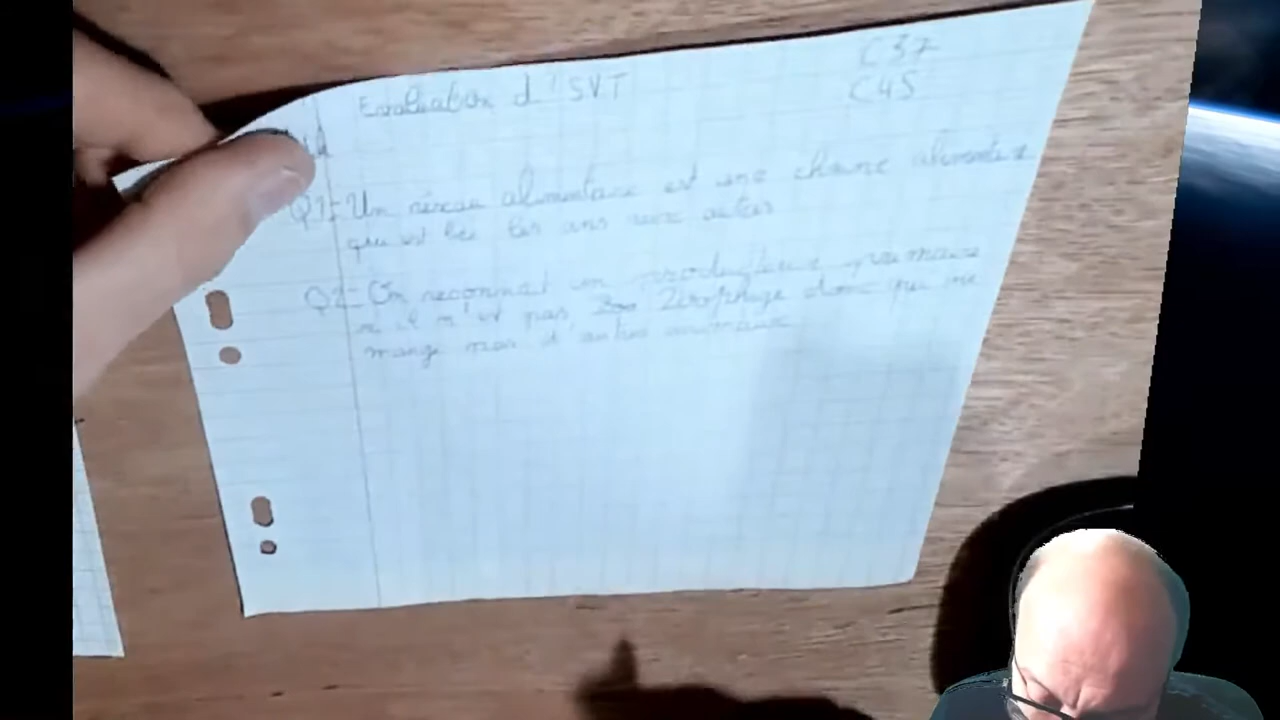 Evaluation d'SVT
C37
C45
Q1- Un réseau alimentaire est une chaine alimentaire
qui est les uns aux autres
Q2- On reconnait un producteur primaire
si il n'est pas Zoophage donc qui ne
mange pas d'autres animaux